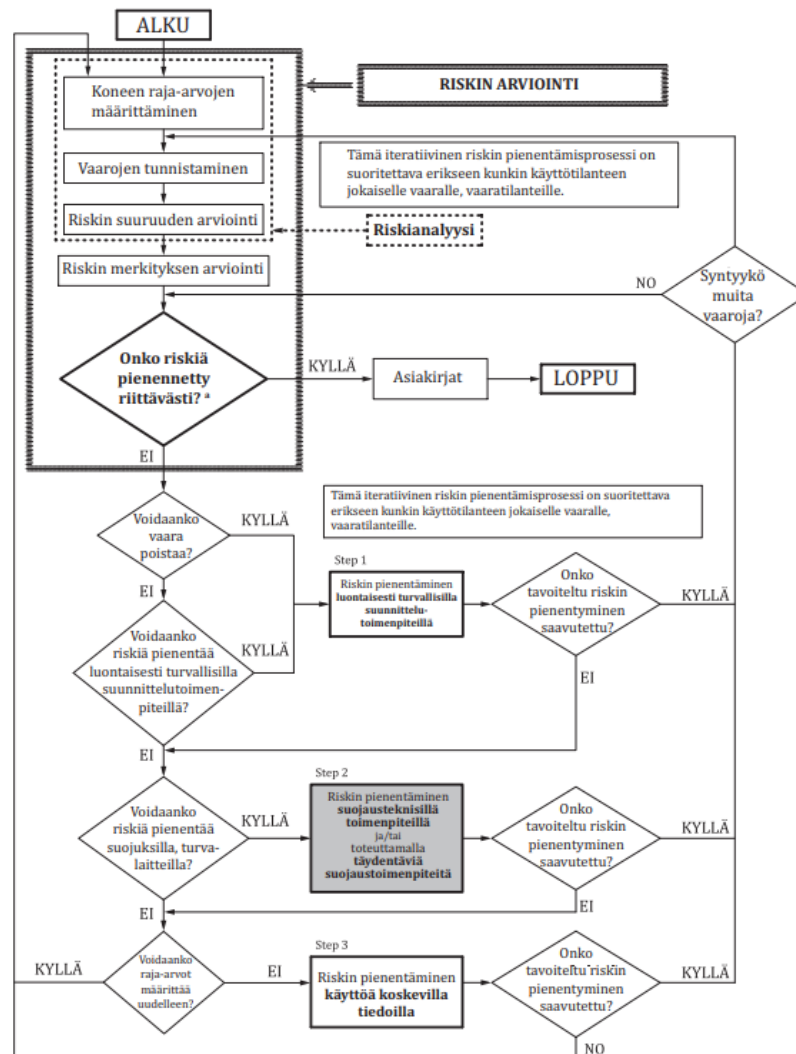 ALKU
RISKIN ARVIOINTI
Koneen raja-arvojen
määrittäminen
Vaarojen tunnistaminen
Riskin suuruuden arviointi
Tämä iteratiivinen riskin pienentämisprosessi on
suoritettava erikseen kunkin käyttötilanteen
jokaiselle vaaralle, vaaratilanteille.
Riskianalyysi
Riskin merkityksen arviointi
NO
Syntyykö
muita
vaaroja?
Onko riskiä
pienennetty
riittävästi? a
KYLLÄ
Asiakirjat
LOPPU
EI
Tämä iteratiivinen riskin pienentämisprosessi on suoritettava
erikseen kunkin käyttötilanteen jokaiselle vaaralle,
vaaratilanteille.
Voidaanko
vaara
poistaa?
KYLLÄ
EI
Step 1
Riskin pienentäminen
luontaisesti turvallisilla
suunnittelu-
toimenpiteillä
Onko
tavoiteltu riskin
pienentyminen
saavutettu?
KYLLÄ
Voidaanko
riskiä pienentää
luontaisesti turvallisilla
suunnittelutoimen-
piteillä?
KYLLÄ
EI
EI
Step 2
Voidaanko
riskiä pienentää
suojuksilla, turva-
laitteilla?
KYLLÄ
Riskin pienentäminen
suojausteknisillä
toimenpiteillä
ja/tai
toteuttamalla
täydentäviä
suojaustoimenpiteitä
Onko
tavoiteltu riskin
pienentyminen
saavutettu?
KYLLÄ
EI
EI
Step 3
KYLLÄ
Voidaanko
raja-arvot
määrittää
uudelleen?
EI
Riskin pienentäminen
käyttöä koskevilla
tiedoilla
Onko
tavoiteltu riskin
pienentyminen
saavutettu?
KYLLÄ
NO